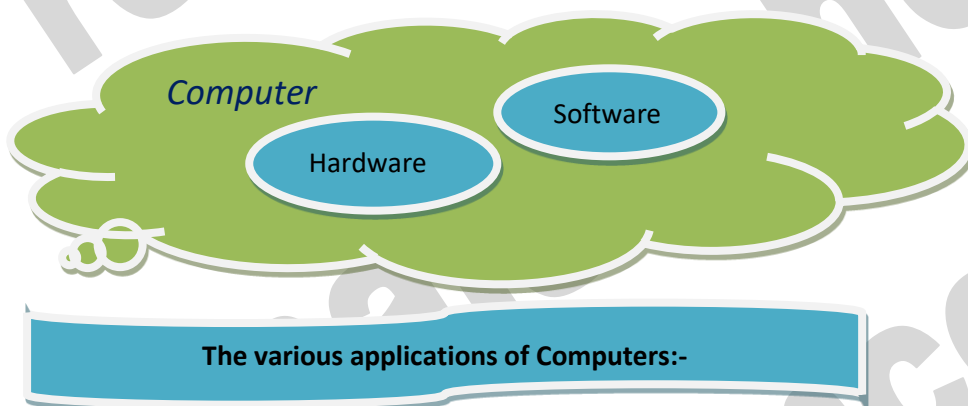 Computer
Software
Hardware
The various applications of Computers:-